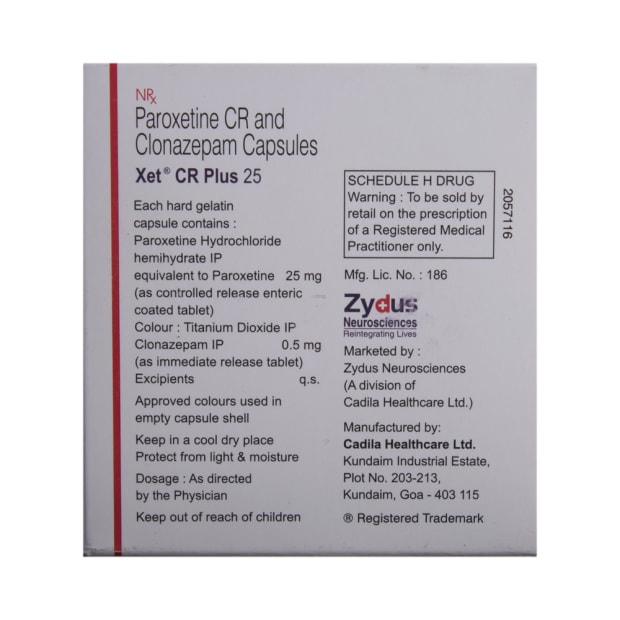 NRx
Paroxetine CR and
Clonazepam Capsules
Xet® CR Plus 25
Each hard gelatin
capsule contains :
Paroxetine Hydrochloride
hemihydrate IP
equivalent to Paroxetine 25 mg
(as controlled release enteric
coated tablet)
Colour : Titanium Dioxide IP
Clonazepam IP 0.5 mg
(as immediate release tablet)
Excipients q.s.
Approved colours used in
empty capsule shell
Keep in a cool dry place
Protect from light & moisture
Dosage : As directed
by the Physician
Keep out of reach of children
SCHEDULE H DRUG
Warning : To be sold by
retail on the prescription
of a Registered Medical
Practitioner only.
2057116
Mfg. Lic. No. : 186
Zydus
Neurosciences
Reintegrating Lives
Marketed by :
Zydus Neurosciences
(A division of
Cadila Healthcare Ltd.)
Manufactured by:
Cadila Healthcare Ltd.
Kundaim Industrial Estate,
Plot No. 203-213,
Kundaim, Goa - 403 115
® Registered Trademark